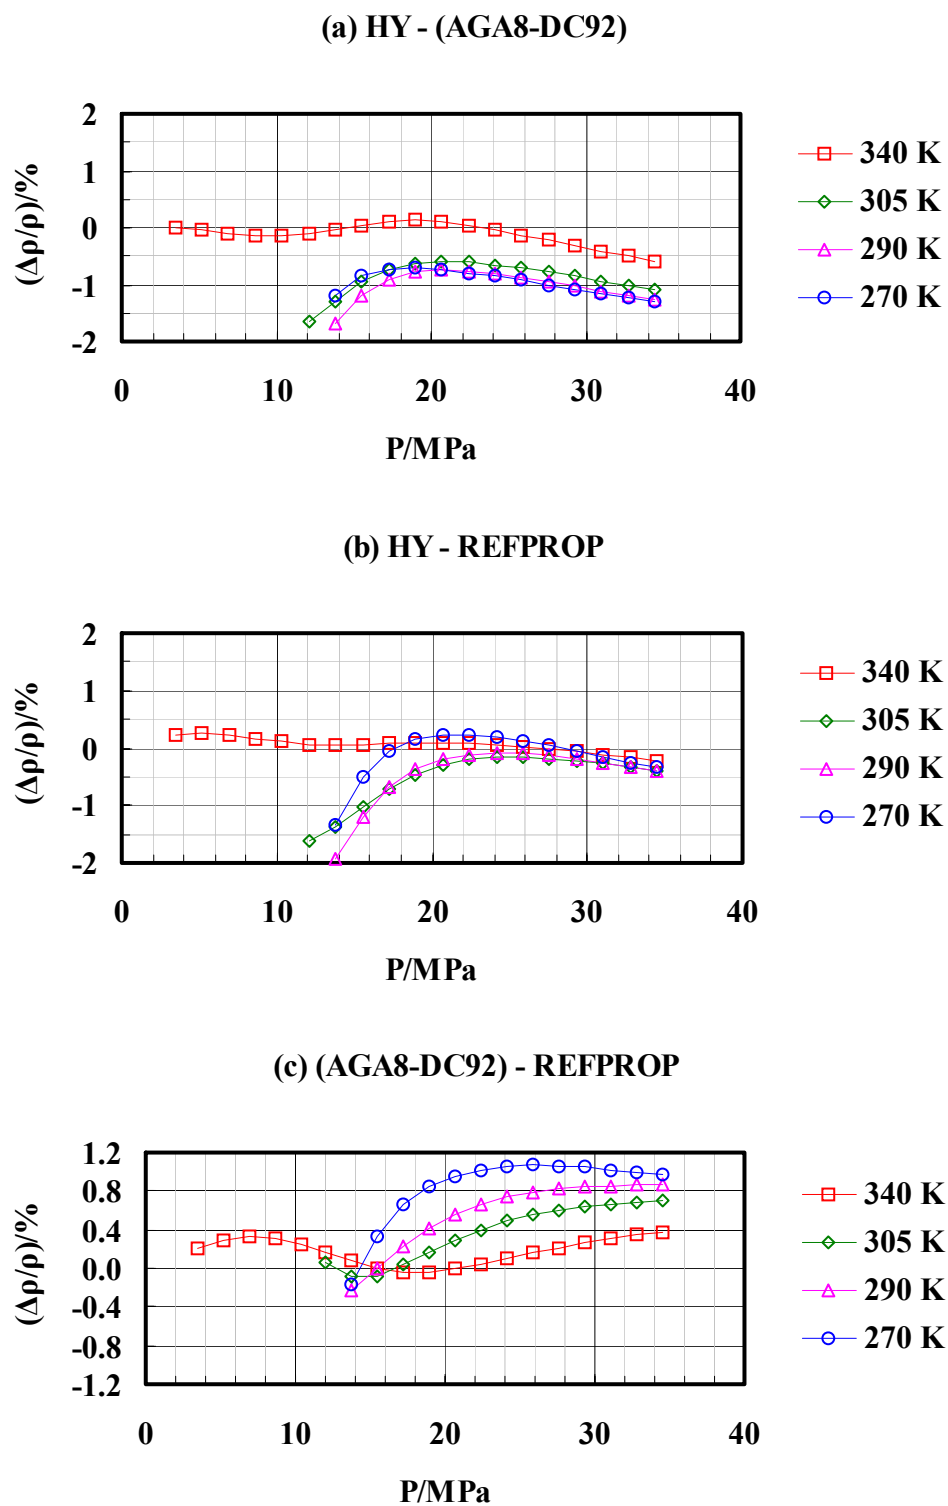 (a) HY - (AGA8-DC92)
2
1
0
-1
-2
(Δρ/ρ)/%
0 10 20 30 40
P/MPa
340 K
305 K
290 K
270 K
(b) HY - REFPROP
2
1
0
-1
-2
(Δρ/ρ)/%
0 10 20 30 40
P/MPa
340 K
305 K
290 K
270 K
(c) (AGA8-DC92) - REFPROP
1.2
0.8
0.4
0.0
-0.4
-0.8
-1.2
(Δρ/ρ)/%
0 10 20 30 40
P/MPa
340 K
305 K
290 K
270 K